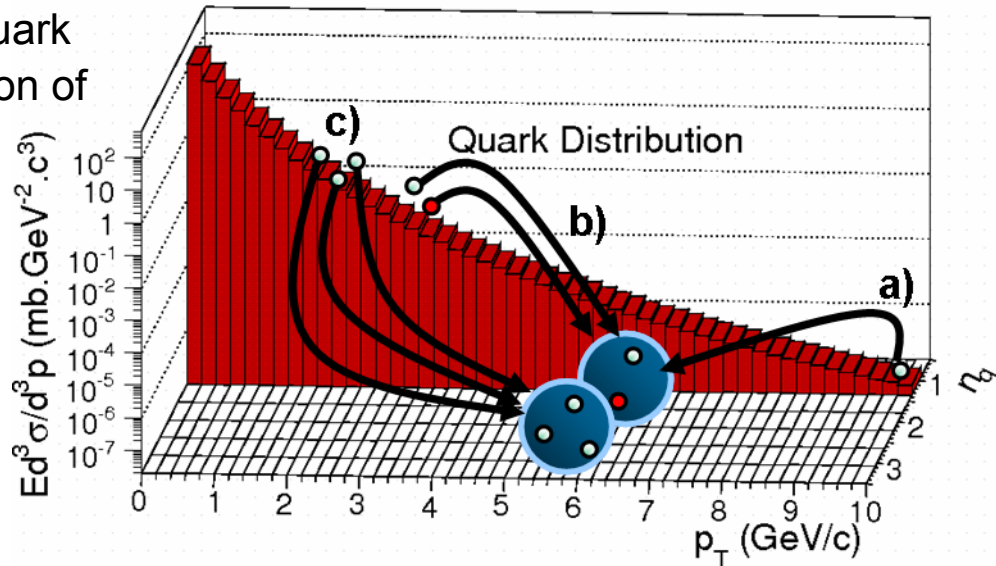 uark
on of
c)
Quark Distribution
b)
a)
Ed³σ/d³p (mb.GeV⁻².c³)
10²
10
1
10⁻¹
10⁻²
10⁻³
10⁻⁴
10⁻⁵
10⁻⁶
10⁻⁷
0 1 2 3 4 5 6 7 8 9 10
p_T (GeV/c)
1
2
3
n_q